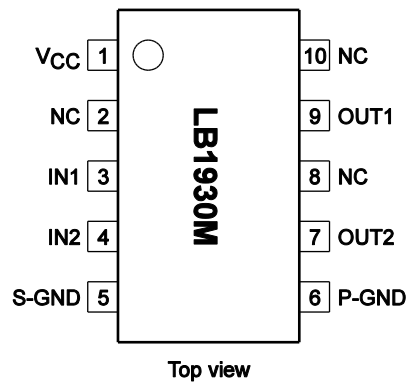 VCC 1 10 NC
NC 2 9 OUT1
IN1 3 8 NC
IN2 4 7 OUT2
S-GND 5 6 P-GND
LB1930M
Top view